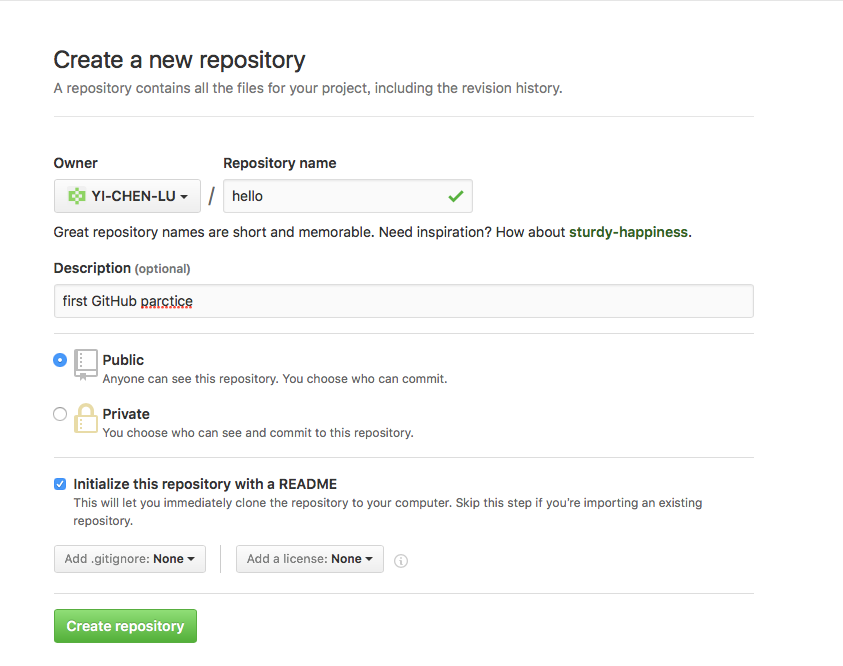 Create a new repository
A repository contains all the files for your project, including the revision history.
Owner
Repository name
YI-CHEN-LU
/
hello
Great repository names are short and memorable. Need inspiration? How about sturdy-happiness.
Description (optional)
first GitHub parctice
Public
Anyone can see this repository. You choose who can commit.
Private
You choose who can see and commit to this repository.
Initialize this repository with a README
This will let you immediately clone the repository to your computer. Skip this step if you're importing an existing
repository.
Add .gitignore: None
Add a license: None
Create repository